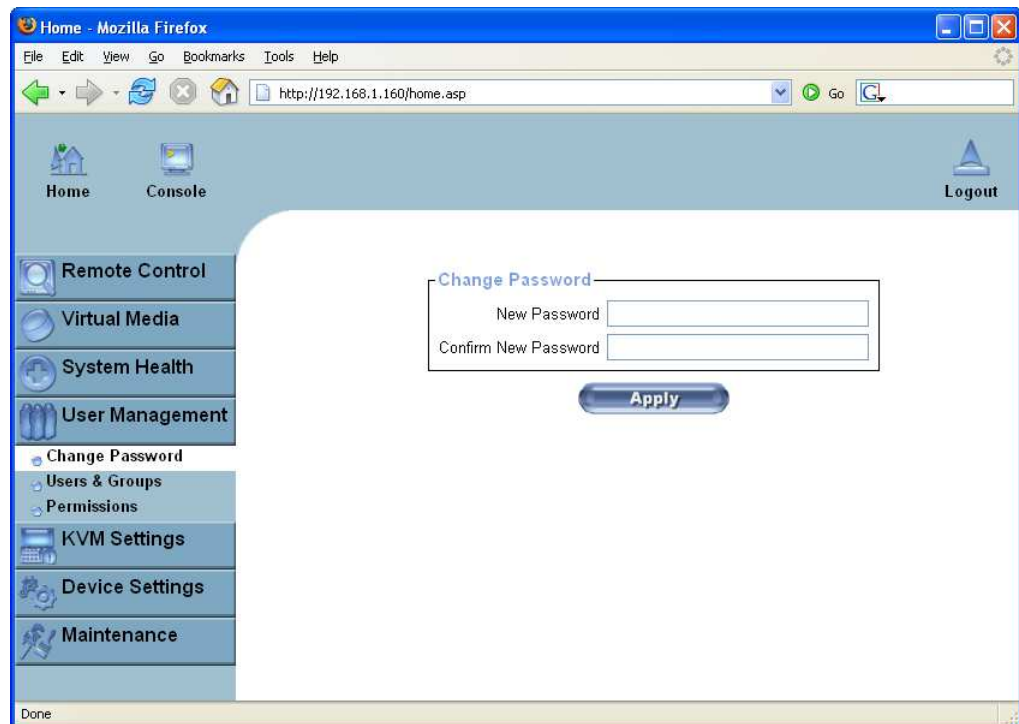 Home - Mozilla Firefox
File Edit View Go Bookmarks Tools Help
http://192.168.1.160/home.asp Go G
Home Console Logout
Remote Control
Virtual Media
System Health
User Management
Change Password
Users & Groups
Permissions
KVM Settings
Device Settings
Maintenance
Change Password
New Password
Confirm New Password
Apply
Done